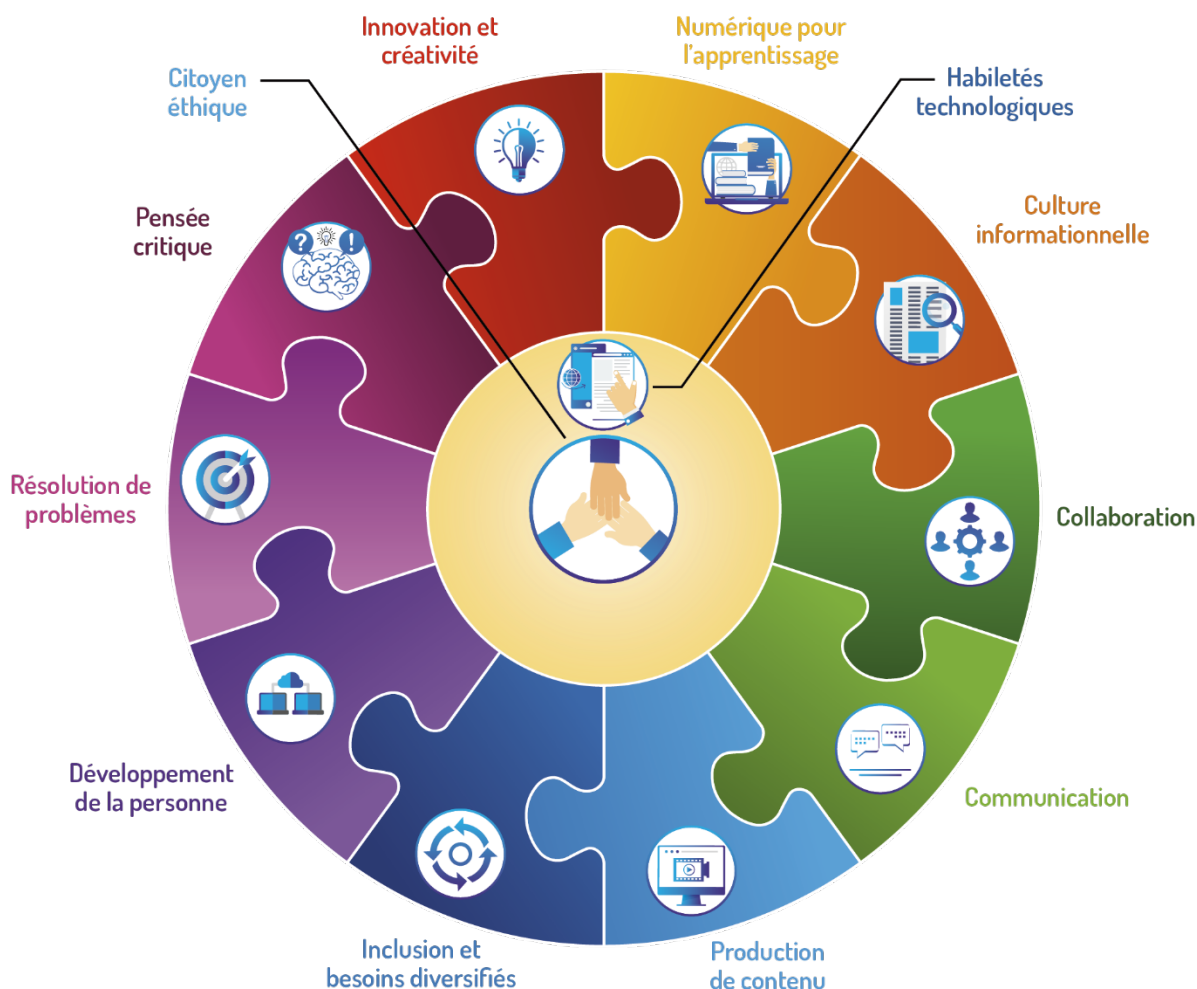 Innovation et
créativité
Numérique pour
l'apprentissage
Citoyen
éthique
Habiletés
technologiques
Pensée
critique
? !
Culture
informationnelle
Résolution de
problèmes
Collaboration
Développement
de la personne
Communication
Inclusion et
besoins diversifiés
Production
de contenu